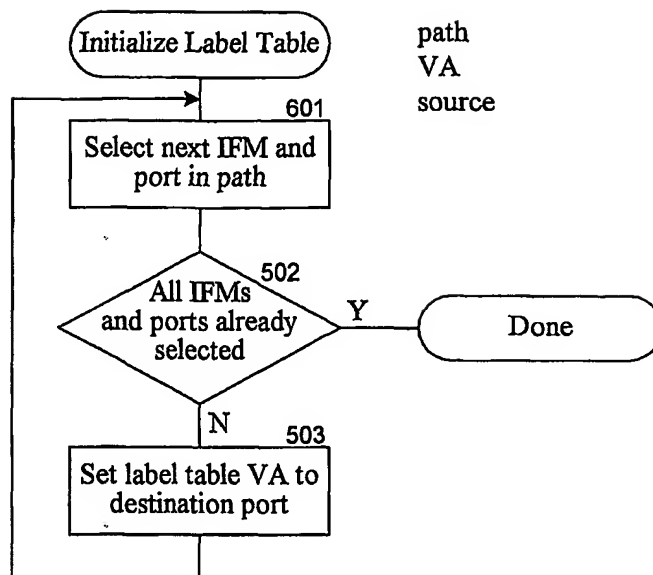 Initialize Label Table
path
VA
source
601
Select next IFM and
port in path
502
All IFMs
and ports already
selected
Y
Done
N
503
Set label table VA to
destination port